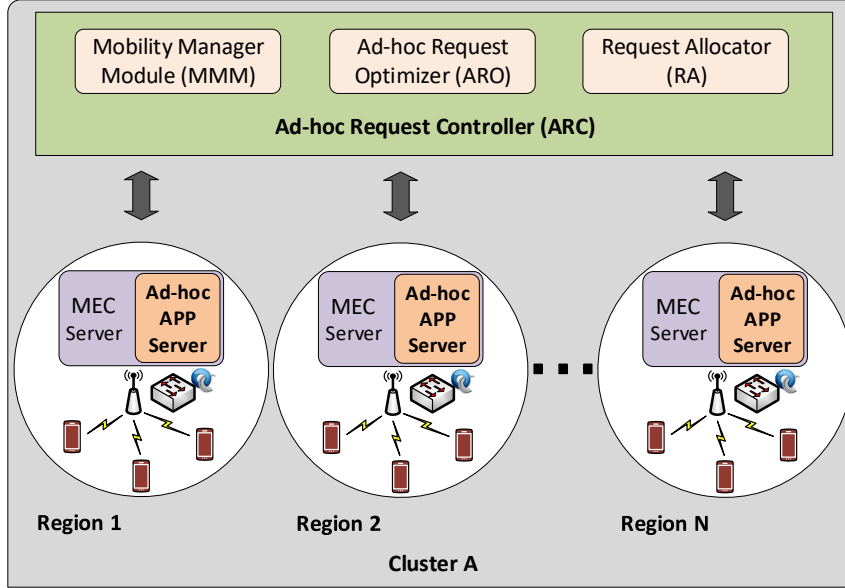 Mobility Manager
Module (MMM)
Ad-hoc Request
Optimizer (ARO)
Request Allocator
(RA)
Ad-hoc Request Controller (ARC)
MEC
Server
Ad-hoc
APP
Server
MEC
Server
Ad-hoc
APP
Server
MEC
Server
Ad-hoc
APP
Server
Region 1
Region 2
Region N
Cluster A